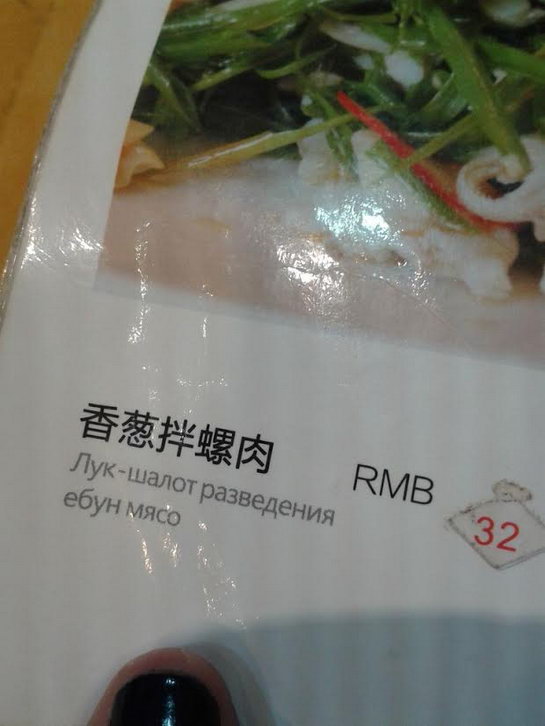 香葱拌螺肉
Лук-шалот разведения
ебун мясо
RMB
32